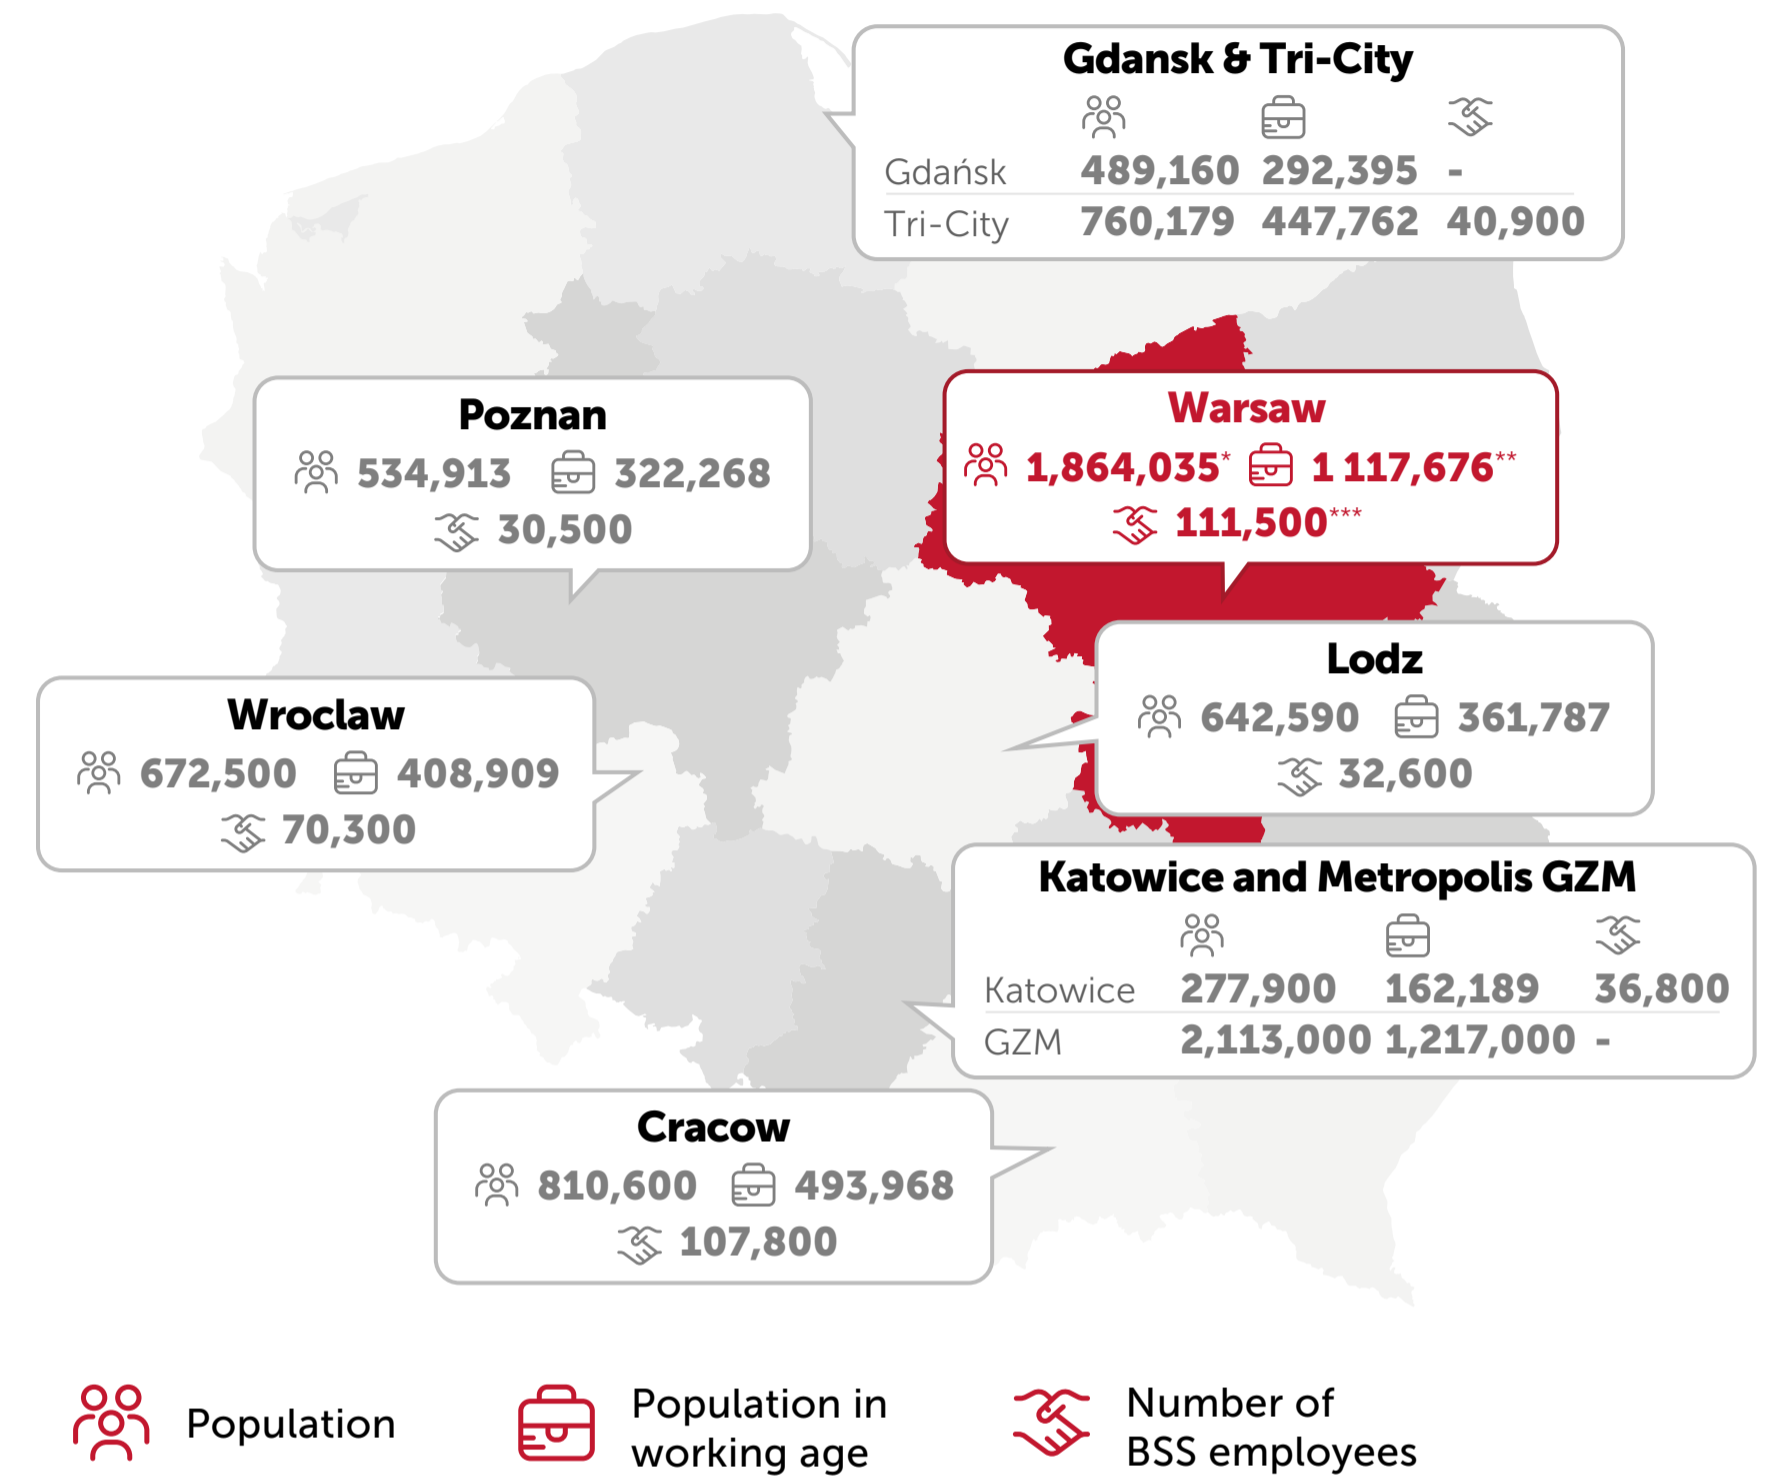 Gdansk & Tri-City
Gdańsk 489,160 292,395 -
Tri-City 760,179 447,762 40,900
Poznan
534,913 322,268
30,500
Warsaw
1,864,035* 1 117,676**
111,500***
Lodz
642,590 361,787
32,600
Wroclaw
672,500 408,909
70,300
Katowice and Metropolis GZM
Katowice 277,900 162,189 36,800
GZM 2,113,000 1,217,000 -
Cracow
810,600 493,968
107,800
Population
Population in
working age
Number of
BSS employees